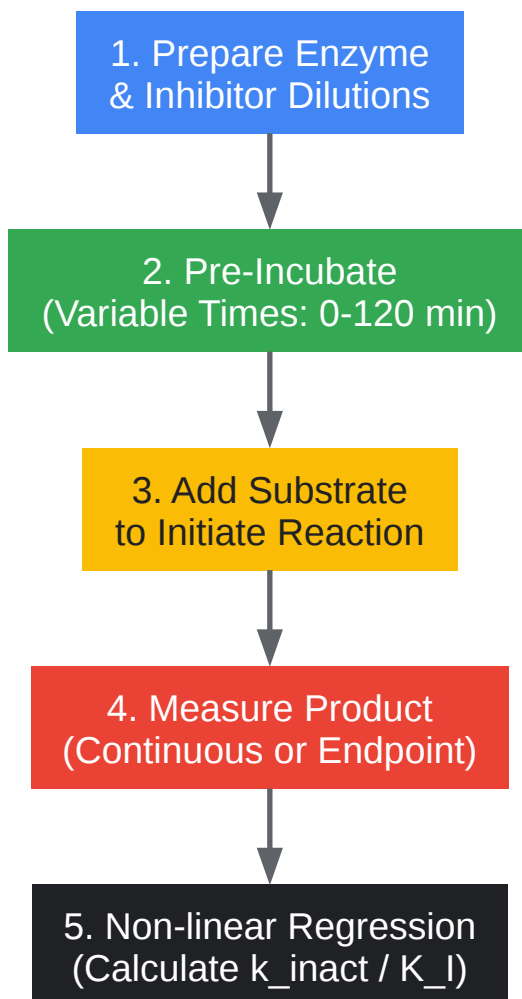 1. Prepare Enzyme
& Inhibitor Dilutions
2. Pre-Incubate
(Variable Times: 0-120 min)
3. Add Substrate
to Initiate Reaction
4. Measure Product
(Continuous or Endpoint)
5. Non-linear Regression
(Calculate k_inact / K_I)